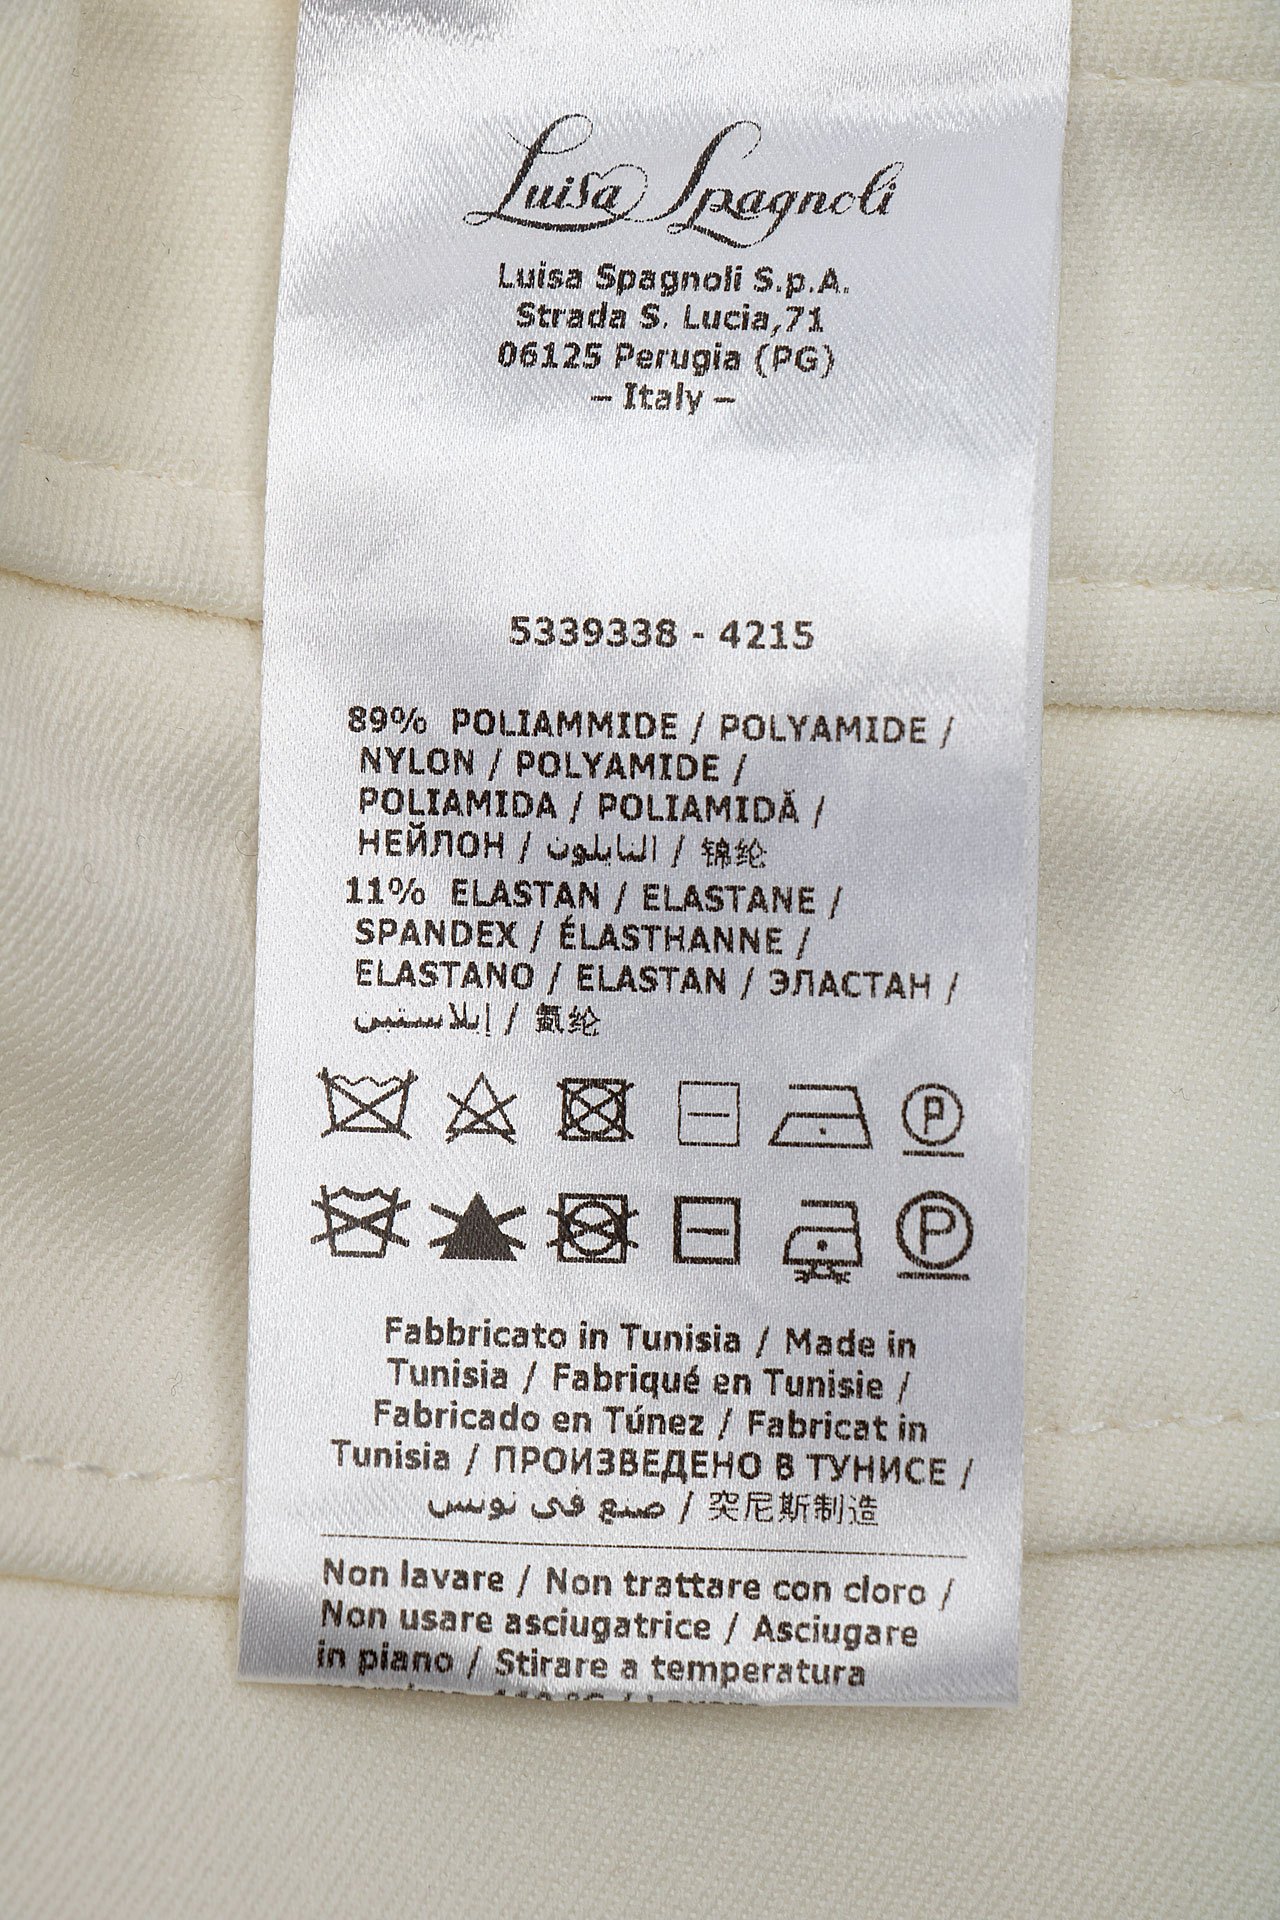 Luisa Spagnoli
Luisa Spagnoli S.p.A.
Strada S. Lucia,71
06125 Perugia (PG)
– Italy –
5339338 - 4215
89% POLIAMMIDE / POLYAMIDE /
NYLON / POLYAMIDE /
POLIAMIDA / POLIAMIDĂ /
НЕЙЛОН / النايلون / 锦纶
11% ELASTAN / ELASTANE /
SPANDEX / ÉLASTHANNE /
ELASTANO / ELASTAN / ЭЛАСТАН /
إيلاستين / 氨纶
P
P
Fabbricato in Tunisia / Made in
Tunisia / Fabriqué en Tunisie /
Fabricado en Túnez / Fabricat in
Tunisia / ПРОИЗВЕДЕНО В ТУНИСЕ /
صنع في تونس / 突尼斯制造
Non lavare / Non trattare con cloro /
Non usare asciugatrice / Asciugare
in piano / Stirare a temperatura